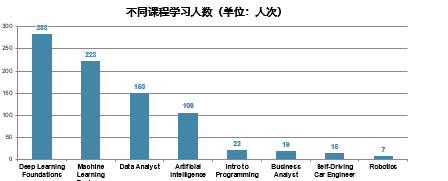 不同课程学习人数（单位：人次）
300
283
250
223
200
150
150
106
100
50
22
19
15
7
0
Deep Learning Foundations
Machine Learning
Data Analyst
Artificial Intelligence
Intro to Programming
Business Analyst
Self-Driving Car Engineer
Robotics